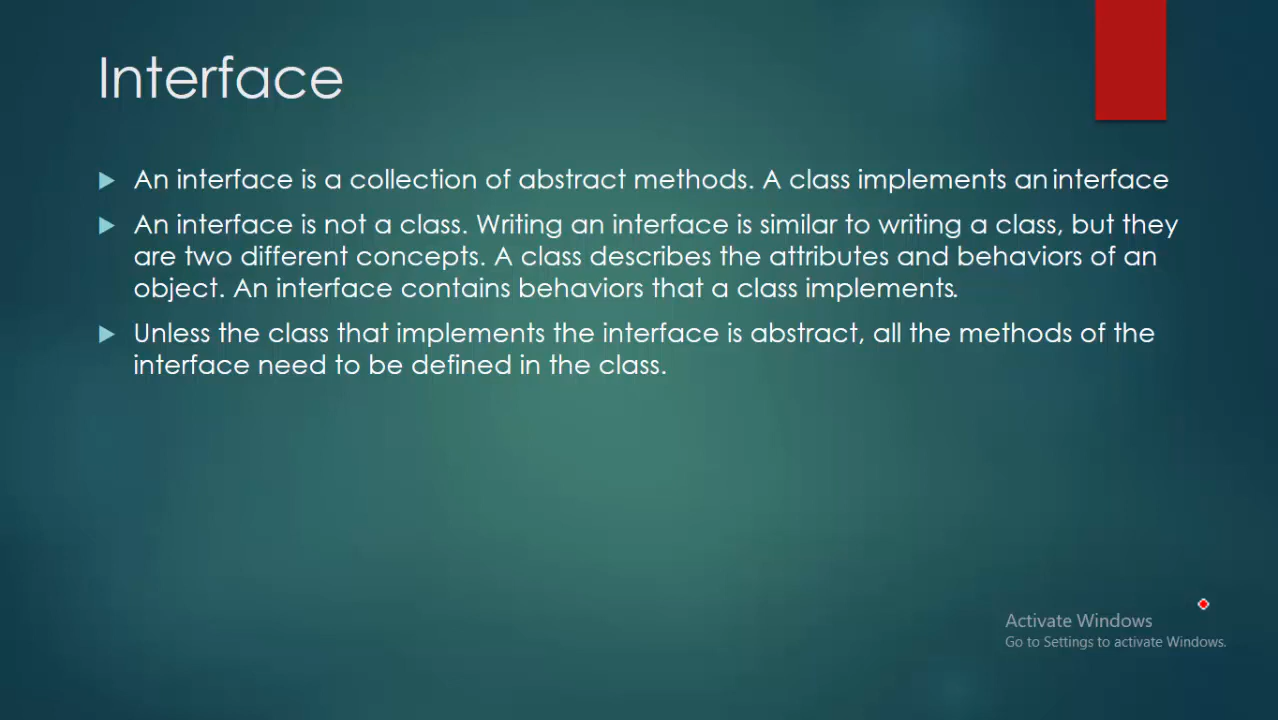 Interface
An interface is a collection of abstract methods. A class implements an interface
An interface is not a class. Writing an interface is similar to writing a class, but they
are two different concepts. A class describes the attributes and behaviors of an
object. An interface contains behaviors that a class implements.
Unless the class that implements the interface is abstract, all the methods of the
interface need to be defined in the class.
Activate Windows
Go to Settings to activate Windows.